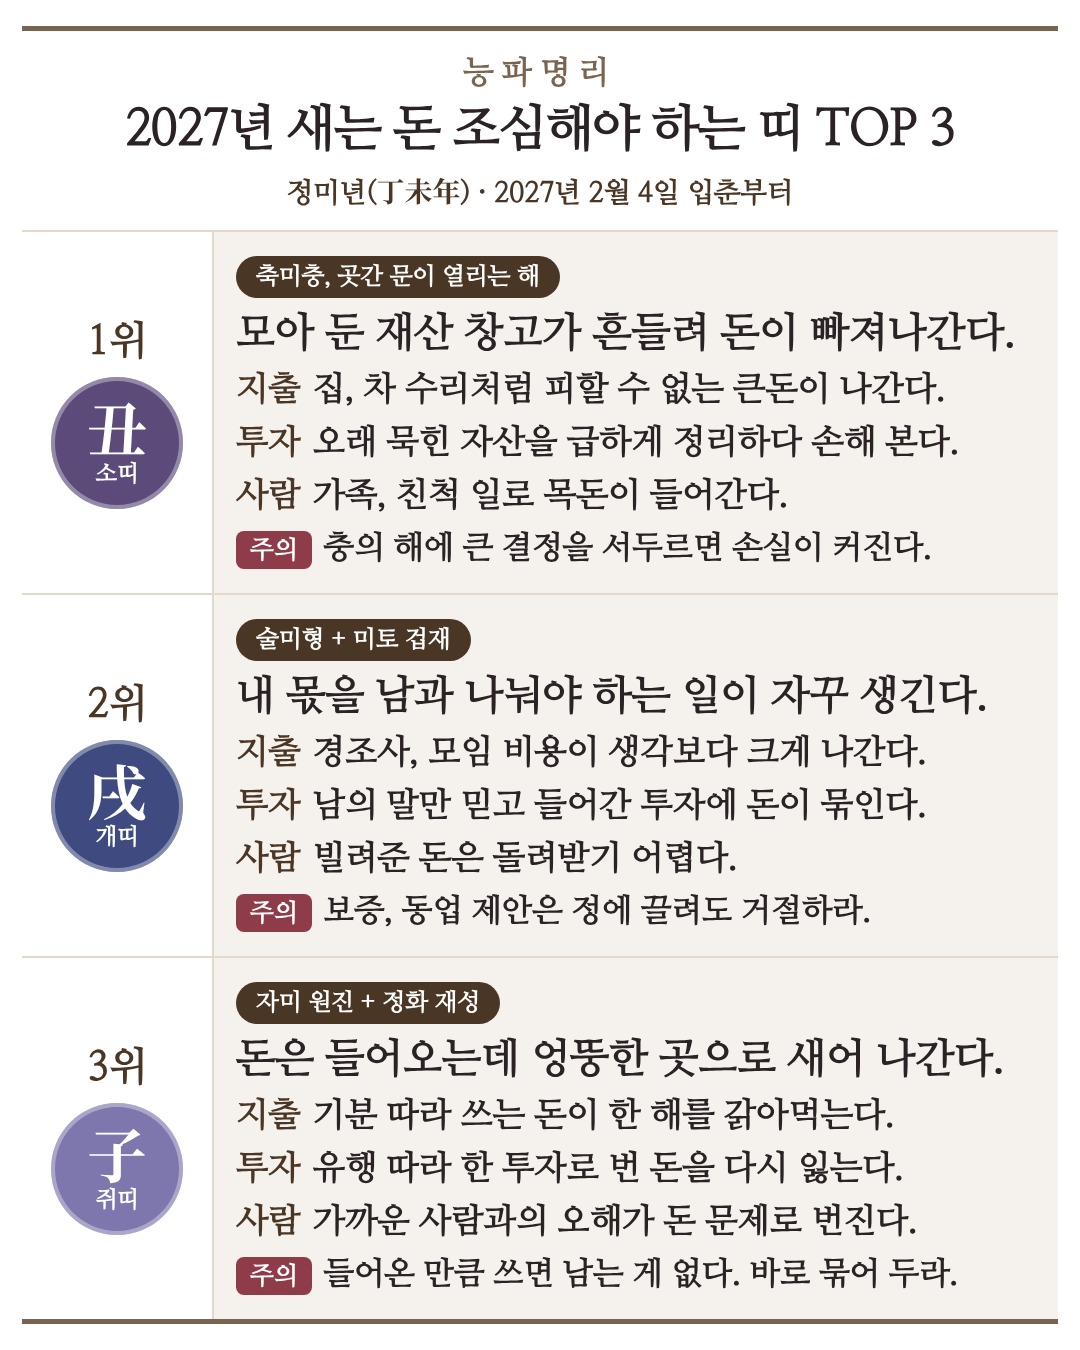 능파명리
2027년 새는 돈 조심해야 하는 띠 TOP 3
정미년(丁未年) · 2027년 2월 4일 입춘부터
1위
丑
소띠
축미충, 곳간 문이 열리는 해
모아 둔 재산 창고가 흔들려 돈이 빠져나간다.
지출 집, 차 수리처럼 피할 수 없는 큰돈이 나간다.
투자 오래 묵힌 자산을 급하게 정리하다 손해 본다.
사람 가족, 친척 일로 목돈이 들어간다.
주의 충의 해에 큰 결정을 서두르면 손실이 커진다.
2위
戌
개띠
술미형 + 미토 겁재
내 몫을 남과 나눠야 하는 일이 자꾸 생긴다.
지출 경조사, 모임 비용이 생각보다 크게 나간다.
투자 남의 말만 믿고 들어간 투자에 돈이 묶인다.
사람 빌려준 돈은 돌려받기 어렵다.
주의 보증, 동업 제안은 정에 끌려도 거절하라.
3위
子
쥐띠
자미 원진 + 정화 재성
돈은 들어오는데 엉뚱한 곳으로 새어 나간다.
지출 기분 따라 쓰는 돈이 한 해를 갉아먹는다.
투자 유행 따라 한 투자로 번 돈을 다시 잃는다.
사람 가까운 사람과의 오해가 돈 문제로 번진다.
주의 들어온 만큼 쓰면 남는 게 없다. 바로 묶어 두라.